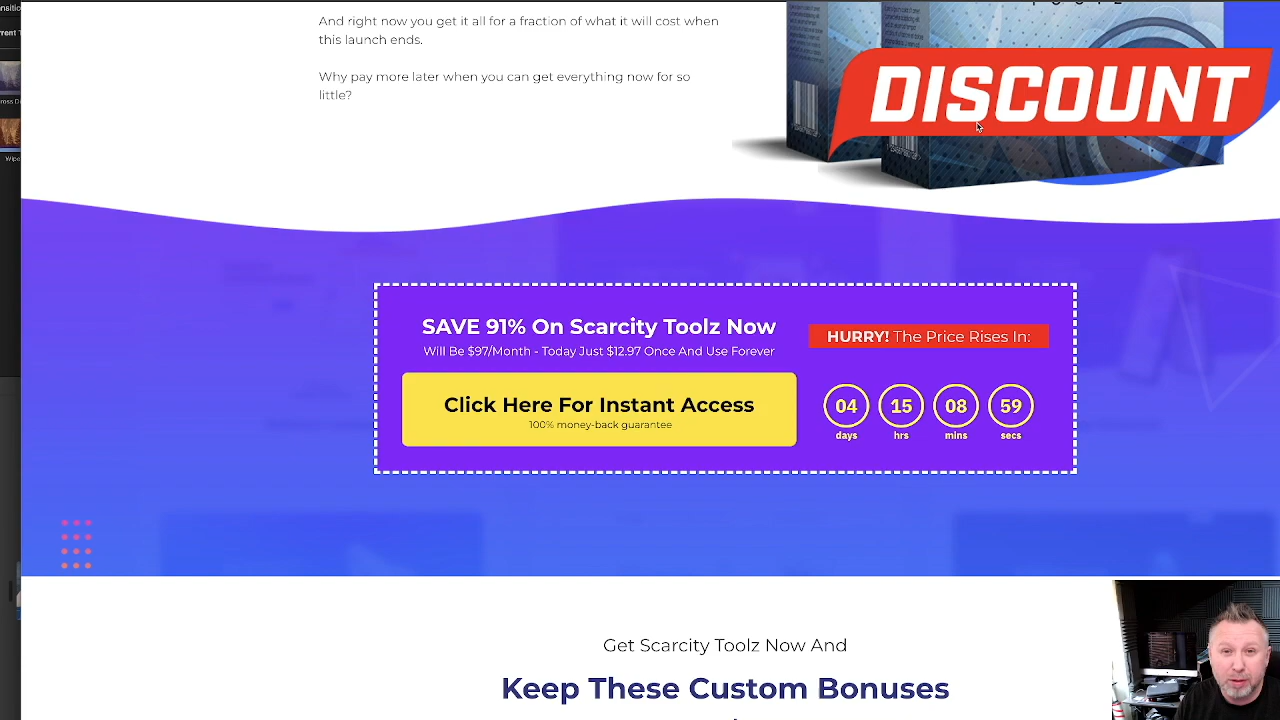 And right now you get it all for a fraction of what it will cost when
this launch ends.
Why pay more later when you can get everything now for so
little?
DISCOUNT
SAVE 91% On Scarcity Toolz Now
Will Be $97/Month - Today Just $12.97 Once And Use Forever
Click Here For Instant Access
100% money-back guarantee
HURRY! The Price Rises In:
04 15 08 59
days hrs mins secs
Get Scarcity Toolz Now And
Keep These Custom Bonuses